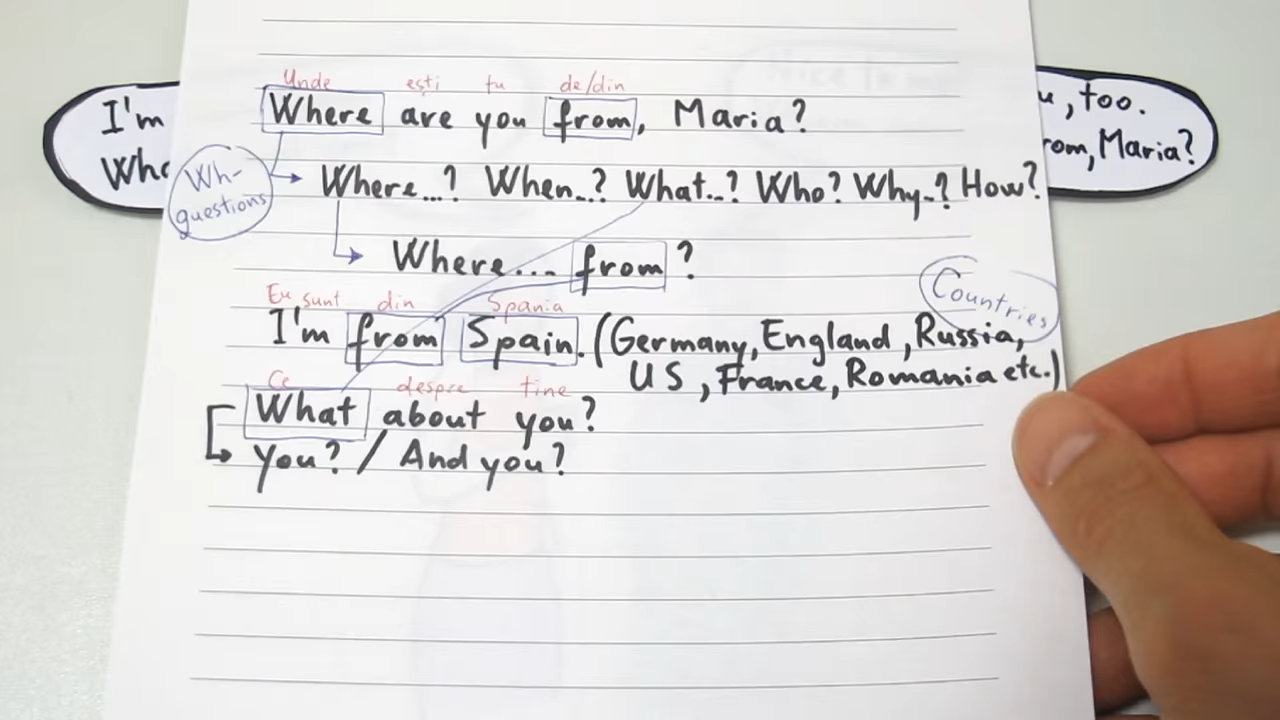 Unde ești tu de/din
Where are you from, Maria?
I'm
Who
u, too.
rom, Maria?
Wh-
questions
Where...? When..? What..? Who? Why..? How?
Where... from?
Countries
Eu sunt din Spania
I'm from Spain. (Germany, England, Russia,
US, France, Romania etc.)
Ce despre tine
What about you?
You? / And you?